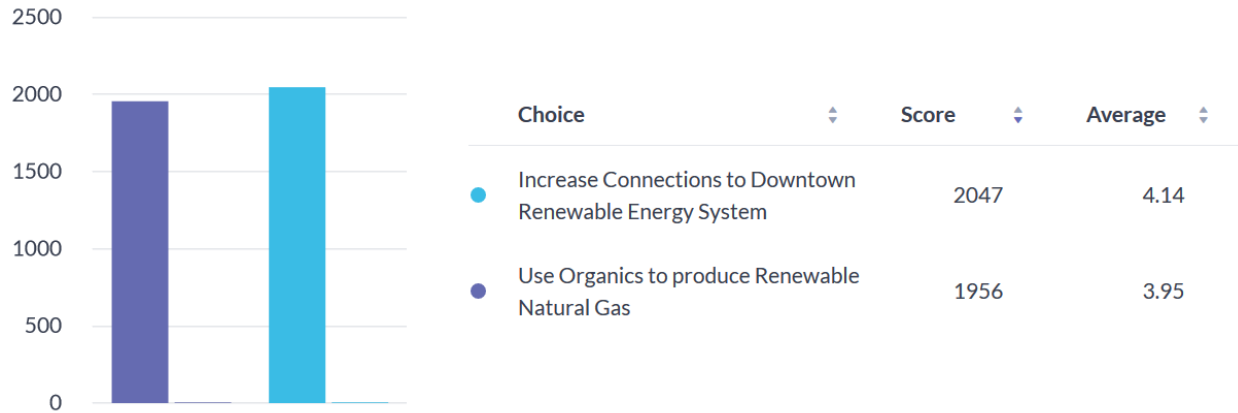 2500
2000
1500
1000
500
0
Choice Score Average
Increase Connections to Downtown
Renewable Energy System
2047 4.14
Use Organics to produce Renewable
Natural Gas
1956 3.95